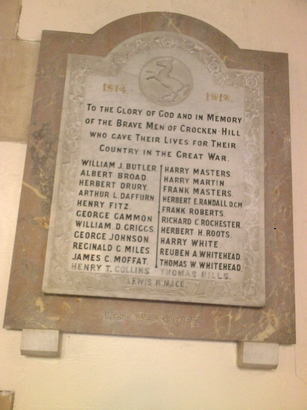 1914. 1919.
To the Glory of God and in Memory
of the Brave Men of Crocken Hill
who gave Their Lives for Their
Country in the Great War
WILLIAM J. BUTLER
ALBERT BROAD.
HERBERT DRURY.
ARTHUR L. DAFFURN
HENRY FITZ.
GEORGE GAMMON
WILLIAM D. GRIGGS.
GEORGE JOHNSON
REGINALD G. MILES
JAMES C. MOFFAT.
HENRY T. COLLINS
HARRY MASTERS.
HARRY MARTIN
FRANK MASTERS.
HERBERT E. RANDALL D.C.M
FRANK ROBERTS.
RICHARD C. ROCHESTER
HERBERT H. ROOTS.
HARRY WHITE
REUBEN A. WHITEHEAD.
THOMAS W. WHITEHEAD.
THOMAS HILLS.
LEWIS H.